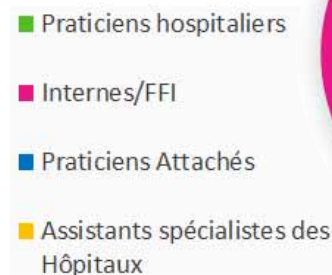 Praticiens hospitaliers
Internes/FFI
Praticiens Attachés
Assistants spécialistes des
Hôpitaux